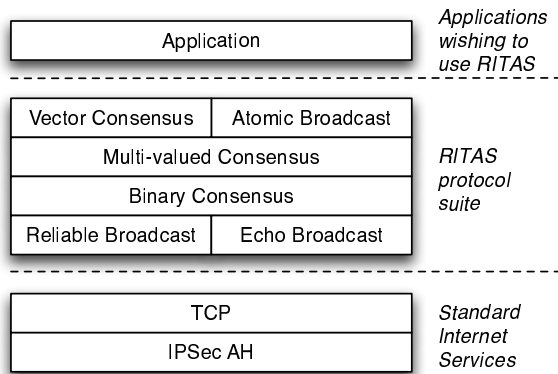 Application
Applications
wishing to
use RITAS
Vector Consensus
Atomic Broadcast
Multi-valued Consensus
Binary Consensus
Reliable Broadcast
Echo Broadcast
RITAS
protocol
suite
TCP
IPSec AH
Standard
Internet
Services